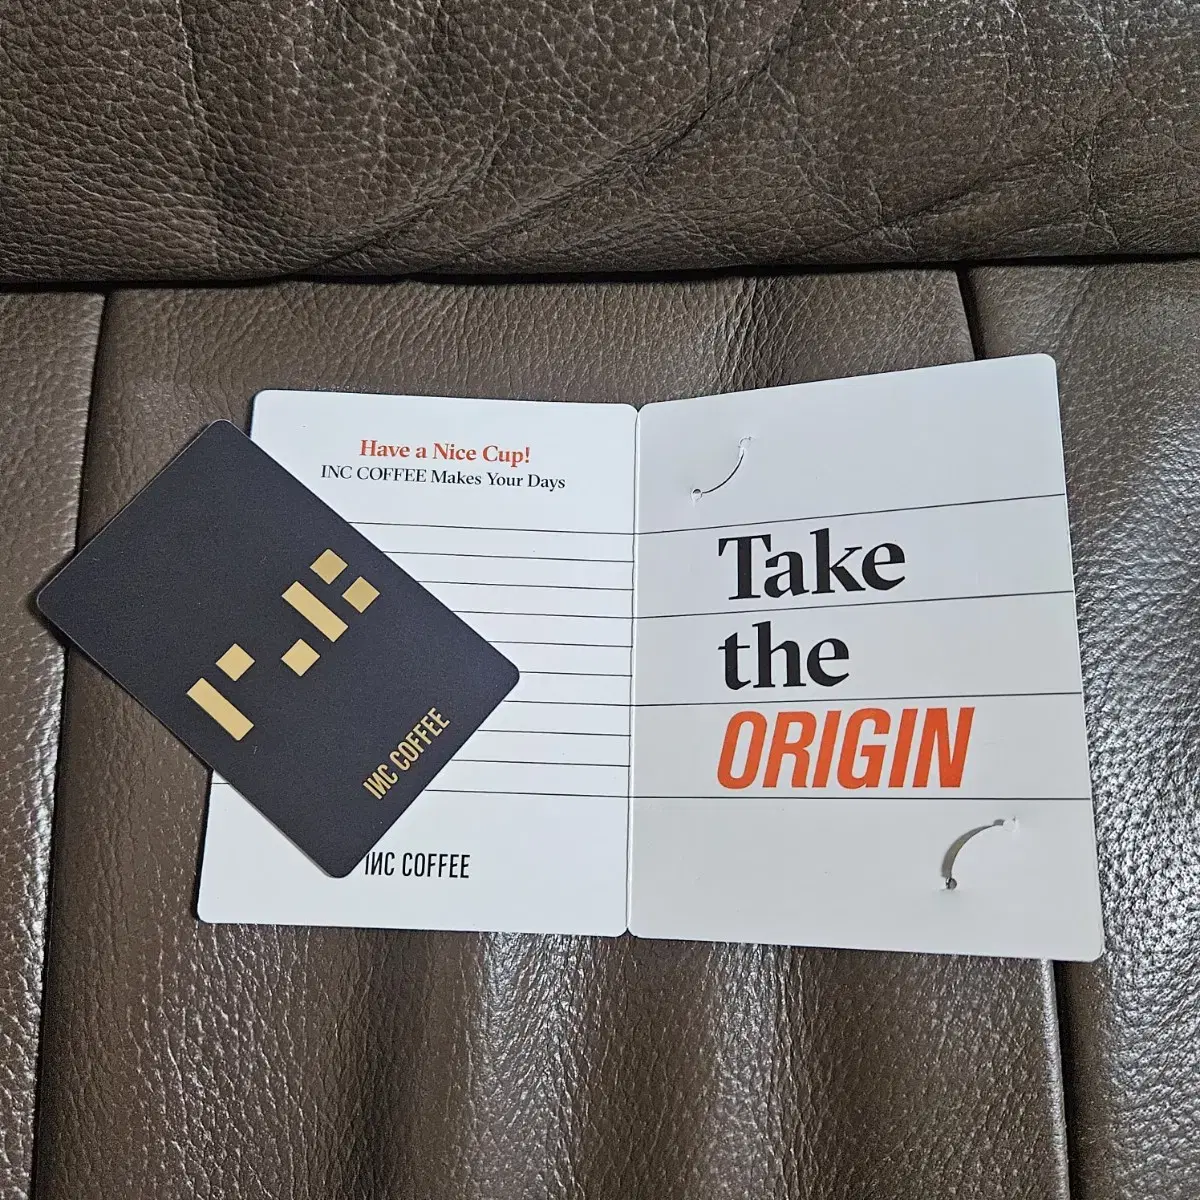 Have a Nice Cup!
INC COFFEE Makes Your Days
INC COFFEE
INC COFFEE
Take
the
ORIGIN